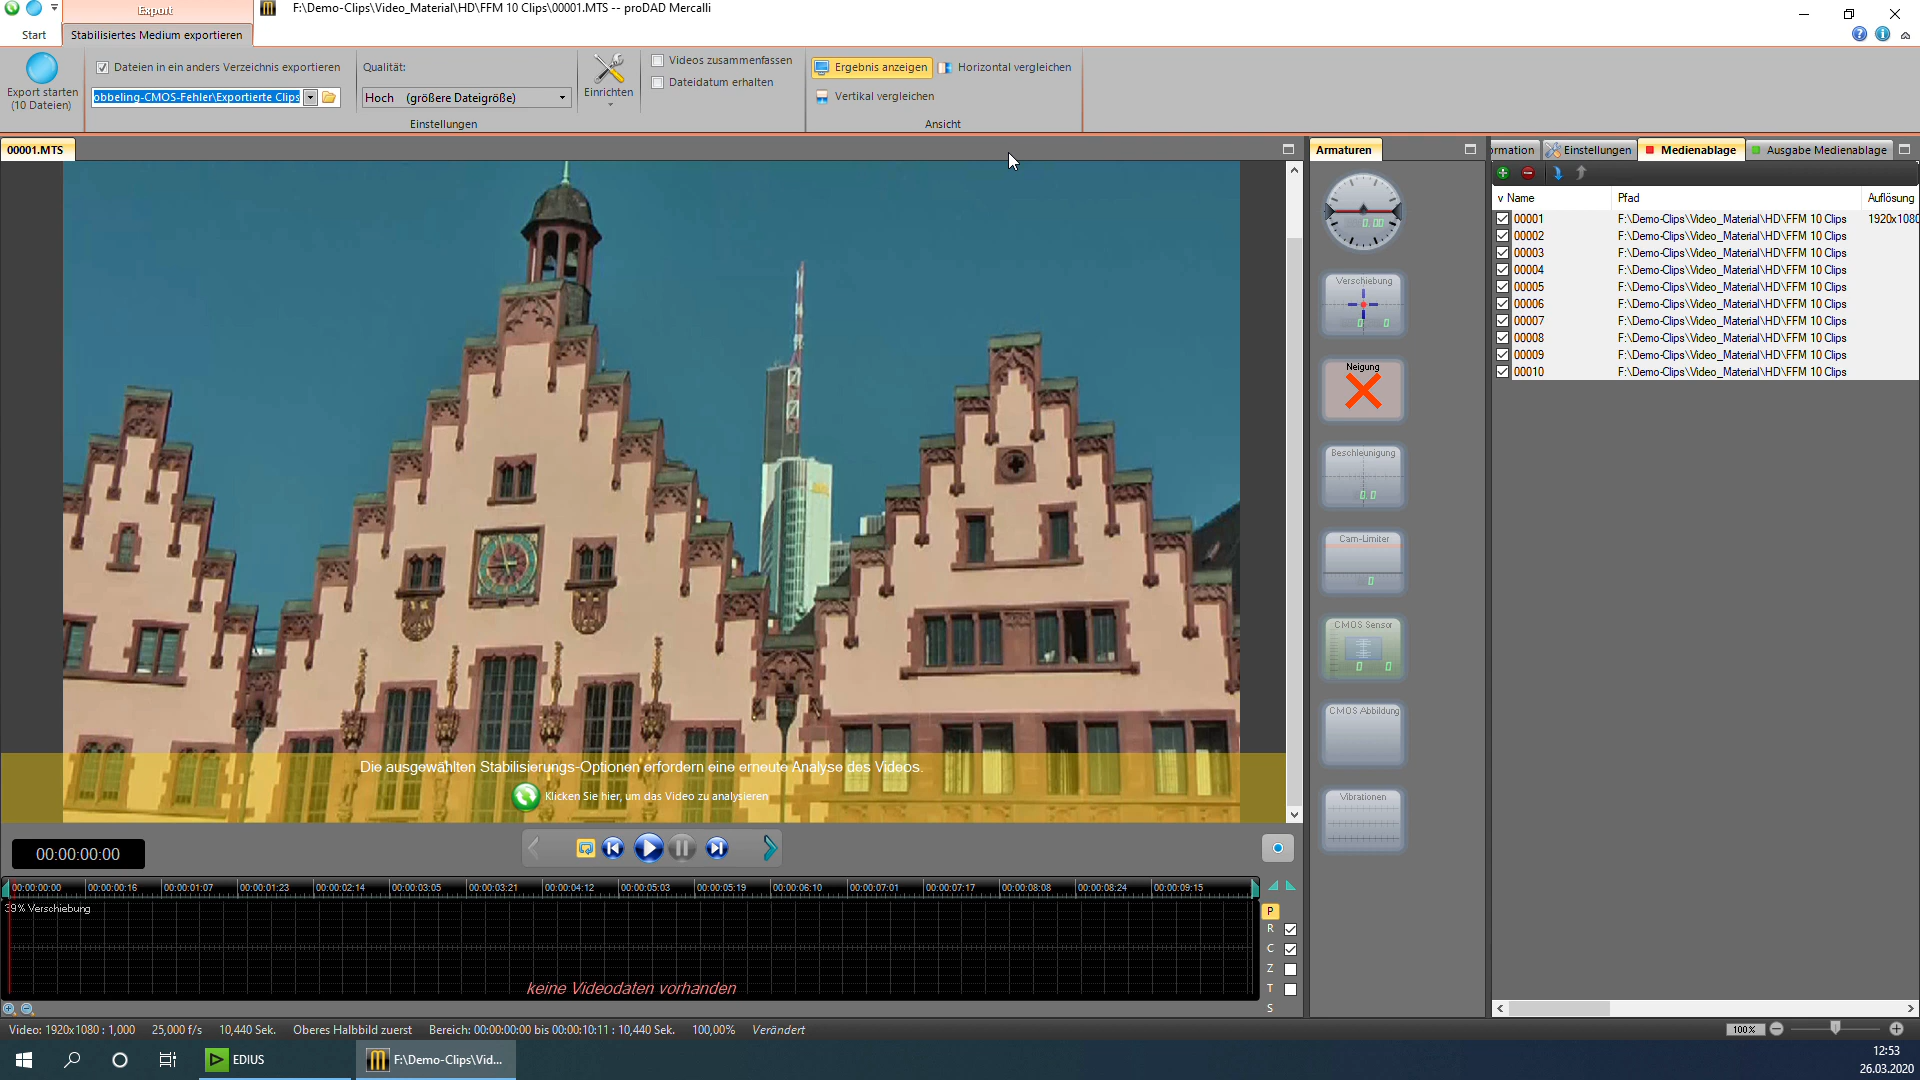 Export
F:\Demo-Clips\Video_Material\HD\FFM 10 Clips\00001.MTS -- proDAD Mercalli
Start
Stabilisiertes Medium exportieren
Export starten
(10 Dateien)
Dateien in ein anders Verzeichnis exportieren
obbeling-CMOS-Fehler\Exportierte Clips
Qualität:
Hoch (größere Dateigröße)
Einrichten
Einstellungen
Videos zusammenfassen
Dateidatum erhalten
Ergebnis anzeigen
Horizontal vergleichen
Vertikal vergleichen
Ansicht
00001.MTS
Armaturen
ormation
Einstellungen
Medienablage
Ausgabe Medienablage
v Name
Pfad
Auflösung
00001 F:\Demo-Clips\Video_Material\HD\FFM 10 Clips 1920x1080
00002 F:\Demo-Clips\Video_Material\HD\FFM 10 Clips
00003 F:\Demo-Clips\Video_Material\HD\FFM 10 Clips
00004 F:\Demo-Clips\Video_Material\HD\FFM 10 Clips
00005 F:\Demo-Clips\Video_Material\HD\FFM 10 Clips
00006 F:\Demo-Clips\Video_Material\HD\FFM 10 Clips
00007 F:\Demo-Clips\Video_Material\HD\FFM 10 Clips
00008 F:\Demo-Clips\Video_Material\HD\FFM 10 Clips
00009 F:\Demo-Clips\Video_Material\HD\FFM 10 Clips
00010 F:\Demo-Clips\Video_Material\HD\FFM 10 Clips
0.00
Verschiebung
0 0
Neigung
Beschleunigung
0.0
Cam-Limiter
0
CMOS Sensor
0 0
CMOS Abbildung
Vibrationen
Die ausgewählten Stabilisierungs-Optionen erfordern eine erneute Analyse des Videos.
Klicken Sie hier, um das Video zu analysieren
00:00:00:00
00:00:00:00 00:00:00:16 00:00:01:07 00:00:01:23 00:00:02:14 00:00:03:05 00:00:03:21 00:00:04:12 00:00:05:03 00:00:05:19 00:00:06:10 00:00:07:01 00:00:07:17 00:00:08:08 00:00:08:24 00:00:09:15
39% Verschiebung
keine Videodaten vorhanden
P
R
C
Z
T
S
Video: 1920x1080 : 1,000 25,000 f/s 10,440 Sek. Oberes Halbbild zuerst Bereich: 00:00:00:00 bis 00:00:10:11 : 10,440 Sek. 100,00% Verändert
100%
EDIUS
F:\Demo-Clips\Vid...
12:53
26.03.2020